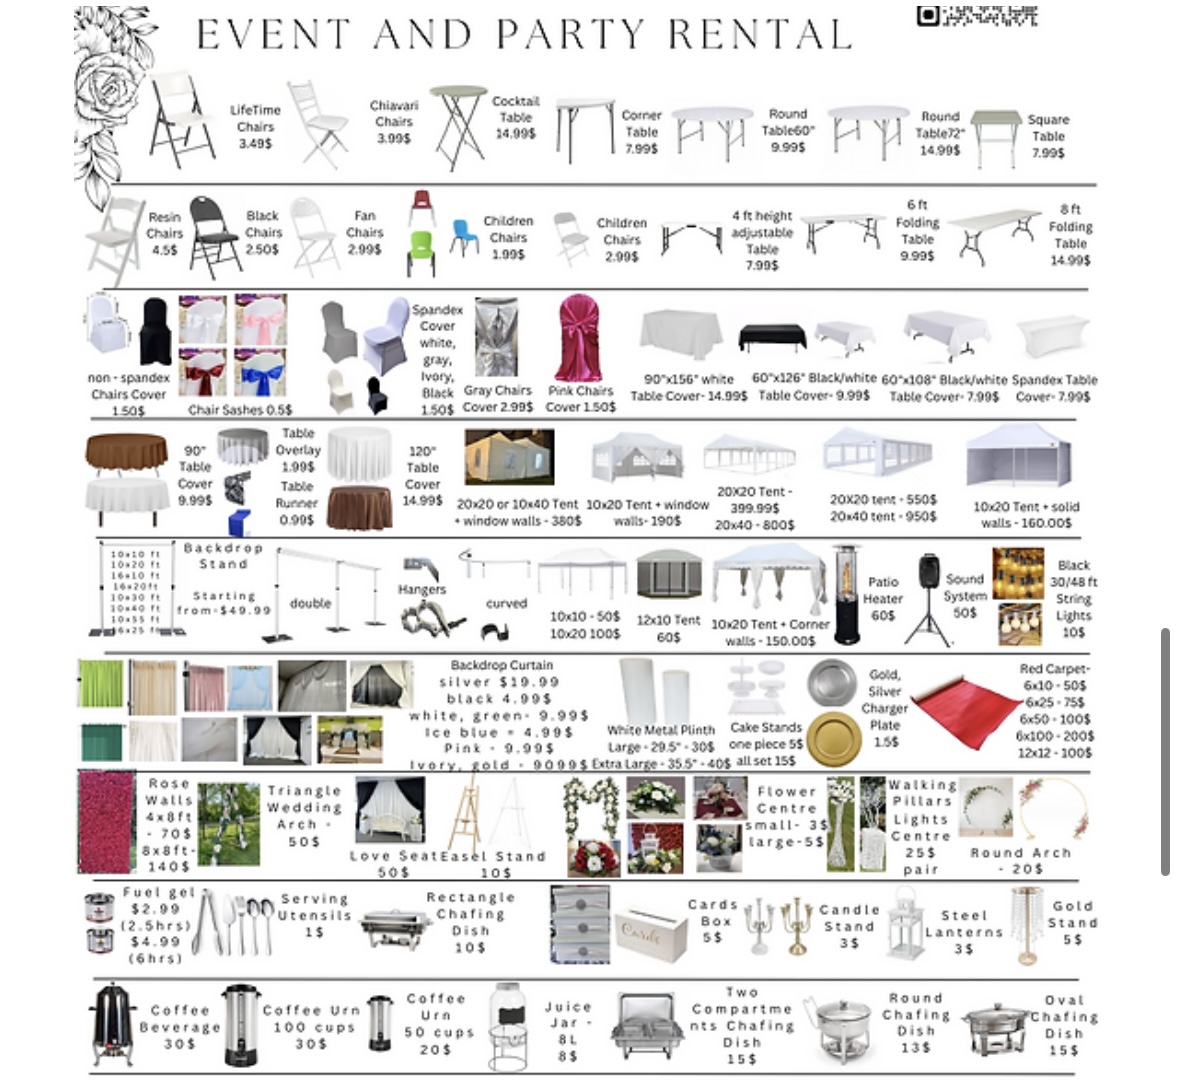 EVENT AND PARTY RENTAL
LifeTime
Chairs
3.49$
Chiavari
Chairs
3.99$
Cocktail
Table
14.99$
Corner
Table
7.99$
Round
Table60"
9.99$
Round
Table72"
14.99$
Square
Table
7.99$
Resin
Chairs
4.5$
Black
Chairs
2.50$
Fan
Chairs
2.99$
Children
Chairs
1.99$
Children
Chairs
2.99$
4 ft height
adjustable
Table
7.99$
6 ft
Folding
Table
9.99$
8 ft
Folding
Table
14.99$
non - spandex
Chairs Cover
1.50$
Chair Sashes 0.5$
Spandex
Cover
white,
gray,
Ivory,
Black
1.50$
Gray Chairs
Cover 2.99$
Pink Chairs
Cover 1.50$
90"x156" white
Table Cover- 14.99$
60"x126" Black/white
Table Cover- 9.99$
60"x108" Black/white
Table Cover- 7.99$
Spandex Table
Cover- 7.99$
90"
Table
Cover
9.99$
Table
Overlay
1.99$
Table
Runner
0.99$
120"
Table
Cover
14.99$
20x20 or 10x40 Tent
+ window walls - 380$
10x20 Tent + window
walls- 190$
20X20 Tent -
399.99$
20x40 - 800$
20X20 tent - 550$
20x40 tent - 950$
10x20 Tent + solid
walls - 160.00$
10x10 ft
10x20 ft
16x10 ft
16x20ft
10x30 ft
10x40 ft
10x55 ft
6x25 ft
Backdrop
Stand
Starting
from-$49.99
double
Hangers
curved
10x10 - 50$
10x20 100$
12x10 Tent
60$
10x20 Tent + Corner
walls - 150.00$
Patio
Heater
60$
Sound
System
50$
Black
30/48 ft
String
Lights
10$
Backdrop Curtain
silver $19.99
black 4.99$
white, green- 9.99$
Ice blue = 4.99$
Pink - 9.99$
Ivory, gold - 9099$
White Metal Plinth
Large - 29.5" - 30$
Extra Large - 35.5" - 40$
Cake Stands
one piece 5$
all set 15$
Gold,
Silver
Charger
Plate
1.5$
Red Carpet-
6x10 - 50$
6x25 - 75$
6x50 - 100$
6x100 - 200$
12x12 - 100$
Rose
Walls
4x8ft
- 70$
8x8ft-
140$
Triangle
Wedding
Arch -
50$
Love Seat
50$
Easel Stand
10$
Flower
Centre
small- 3$
large-5$
Walking
Pillars
Lights
Centre
25$
pair
Round Arch
- 20$
Fuel gel
$2.99
(2.5hrs)
$4.99
(6hrs)
Serving
Utensils
1$
Rectangle
Chafing
Dish
10$
Cards
Cards
Box
5$
Candle
Stand
3$
Steel
Lanterns
3$
Gold
Stand
5$
Coffee
Beverage
30$
Coffee Urn
100 cups
30$
Coffee
Urn
50 cups
20$
Juice
Jar -
8L
8$
Two
Compartme
nts Chafing
Dish
15$
Round
Chafing
Dish
13$
Oval
Chafing
Dish
15$